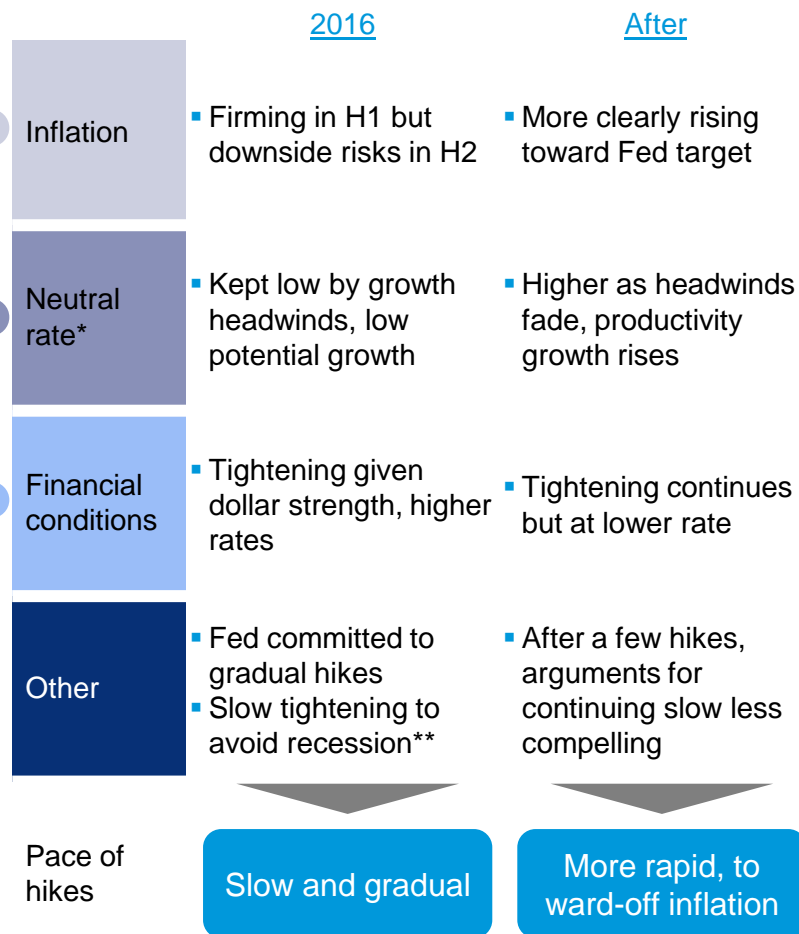 2016
After
Inflation
▪ Firming in H1 but
downside risks in H2
▪ More clearly rising
toward Fed target
Neutral
rate*
▪ Kept low by growth
headwinds, low
potential growth
▪ Higher as headwinds
fade, productivity
growth rises
Financial
conditions
▪ Tightening given
dollar strength, higher
rates
▪ Tightening continues
but at lower rate
Other
▪ Fed committed to
gradual hikes
▪ Slow tightening to
avoid recession**
▪ After a few hikes,
arguments for
continuing slow less
compelling
Pace of
hikes
Slow and gradual
More rapid, to
ward-off inflation